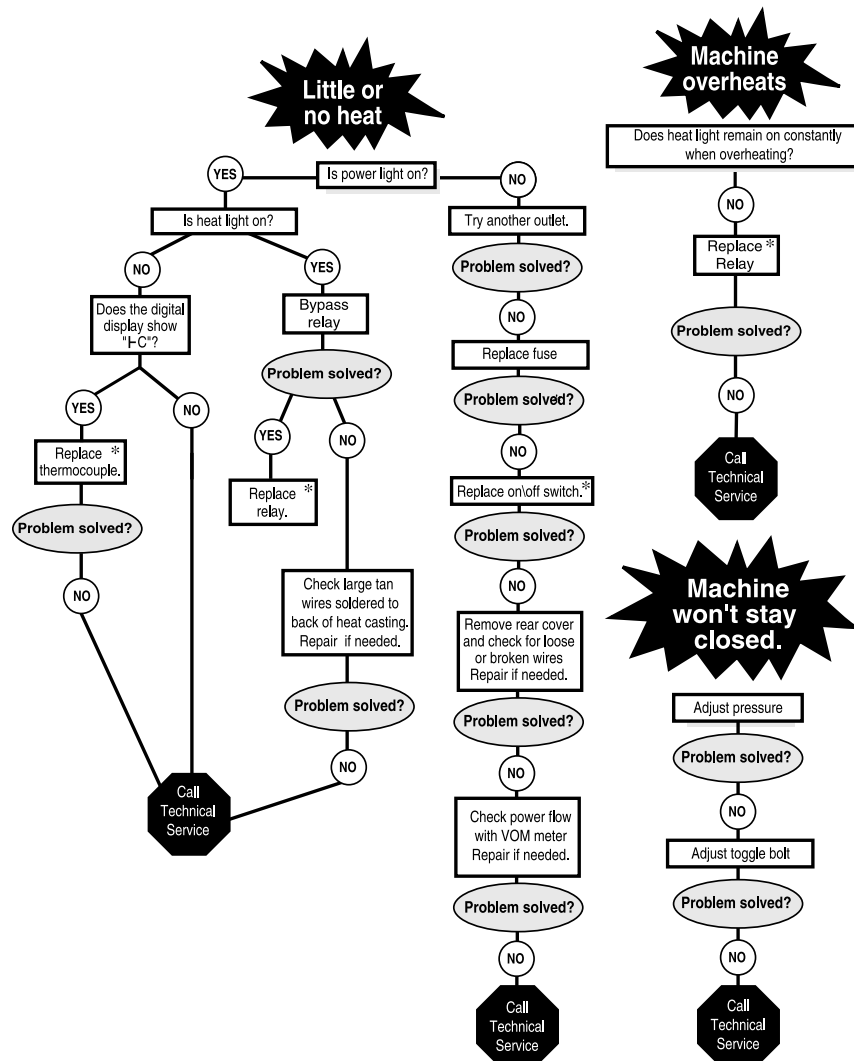 Little or
no heat
Is power light on?
YES
NO
Is heat light on?
NO
YES
Does the digital
display show
"⊦C"?
YES
NO
Replace *
thermocouple.
Problem solved?
NO
Bypass
relay
Problem solved?
YES
NO
Replace *
relay.
Check large tan
wires soldered to
back of heat casting.
Repair if needed.
Problem solved?
NO
Call
Technical
Service
Try another outlet.
Problem solved?
NO
Replace fuse
Problem solved?
NO
Replace on\off switch.*
Problem solved?
NO
Remove rear cover
and check for loose
or broken wires
Repair if needed.
Problem solved?
NO
Check power flow
with VOM meter
Repair if needed.
Problem solved?
NO
Call
Technical
Service
Machine
overheats
Does heat light remain on constantly
when overheating?
NO
Replace *
Relay
Problem solved?
NO
Call
Technical
Service
Machine
won't stay
closed.
Adjust pressure
Problem solved?
NO
Adjust toggle bolt
Problem solved?
NO
Call
Technical
Service